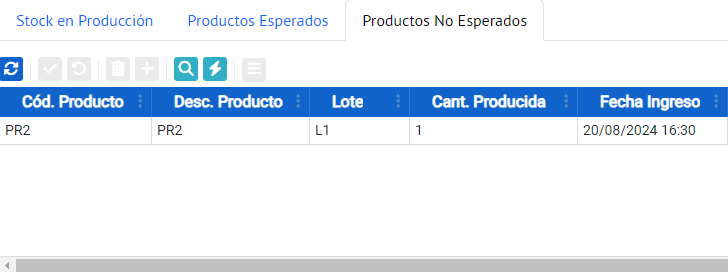 Stock en Producción Productos Esperados Productos No Esperados
Cód. Producto Desc. Producto Lote Cant. Producida Fecha Ingreso
PR2 PR2 L1 1 20/08/2024 16:30